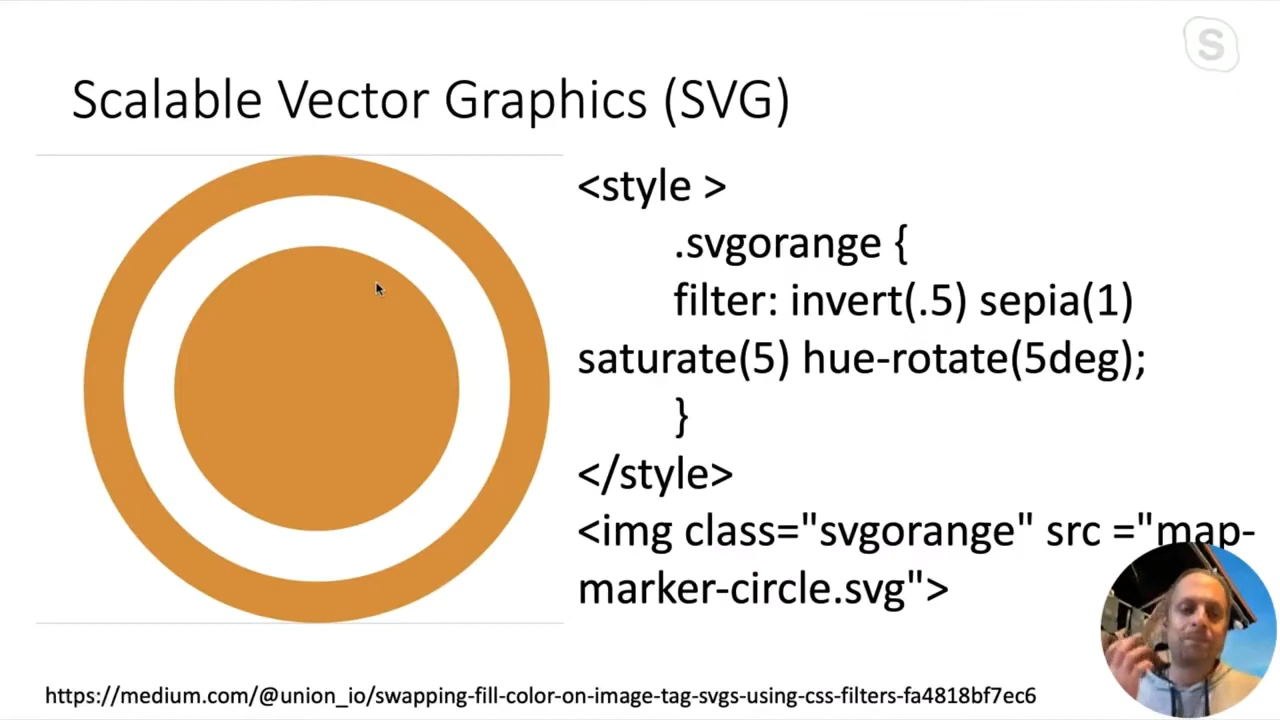 S
Scalable Vector Graphics (SVG)
<style >
.svgorange {
filter: invert(.5) sepia(1)
saturate(5) hue-rotate(5deg);
}
</style>
<img class="svgorange" src ="map-
marker-circle.svg">
https://medium.com/@union_io/swapping-fill-color-on-image-tag-svgs-using-css-filters-fa4818bf7ec6